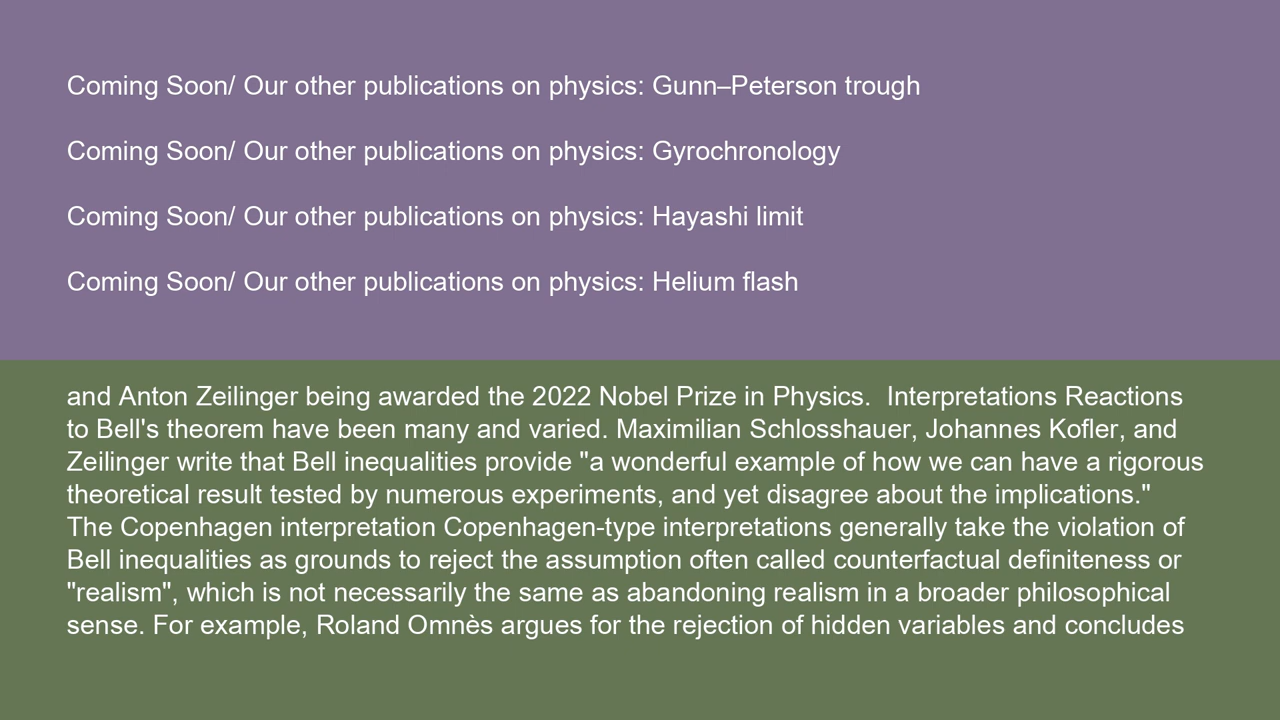 Coming Soon/ Our other publications on physics: Gunn–Peterson trough
Coming Soon/ Our other publications on physics: Gyrochronology
Coming Soon/ Our other publications on physics: Hayashi limit
Coming Soon/ Our other publications on physics: Helium flash
and Anton Zeilinger being awarded the 2022 Nobel Prize in Physics.  Interpretations Reactions
to Bell's theorem have been many and varied. Maximilian Schlosshauer, Johannes Kofler, and
Zeilinger write that Bell inequalities provide "a wonderful example of how we can have a rigorous
theoretical result tested by numerous experiments, and yet disagree about the implications."
The Copenhagen interpretation Copenhagen-type interpretations generally take the violation of
Bell inequalities as grounds to reject the assumption often called counterfactual definiteness or
"realism", which is not necessarily the same as abandoning realism in a broader philosophical
sense. For example, Roland Omnès argues for the rejection of hidden variables and concludes